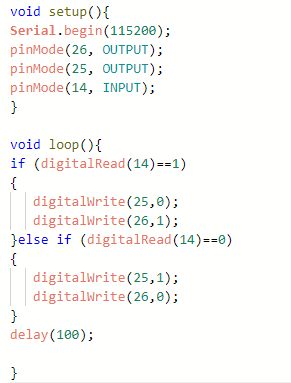 void setup(){
Serial.begin(115200);
pinMode(26, OUTPUT);
pinMode(25, OUTPUT);
pinMode(14, INPUT);
}

void loop(){
if (digitalRead(14)==1)
{
    digitalWrite(25,0);
    digitalWrite(26,1);
}else if (digitalRead(14)==0)
{
    digitalWrite(25,1);
    digitalWrite(26,0);
}
delay(100);

}